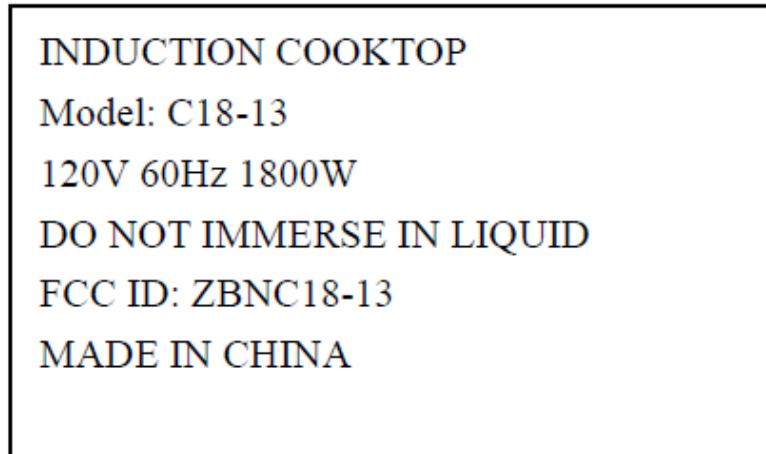 INDUCTION COOKTOP
Model: C18-13
120V 60Hz 1800W
DO NOT IMMERSE IN LIQUID
FCC ID: ZBNC18-13
MADE IN CHINA